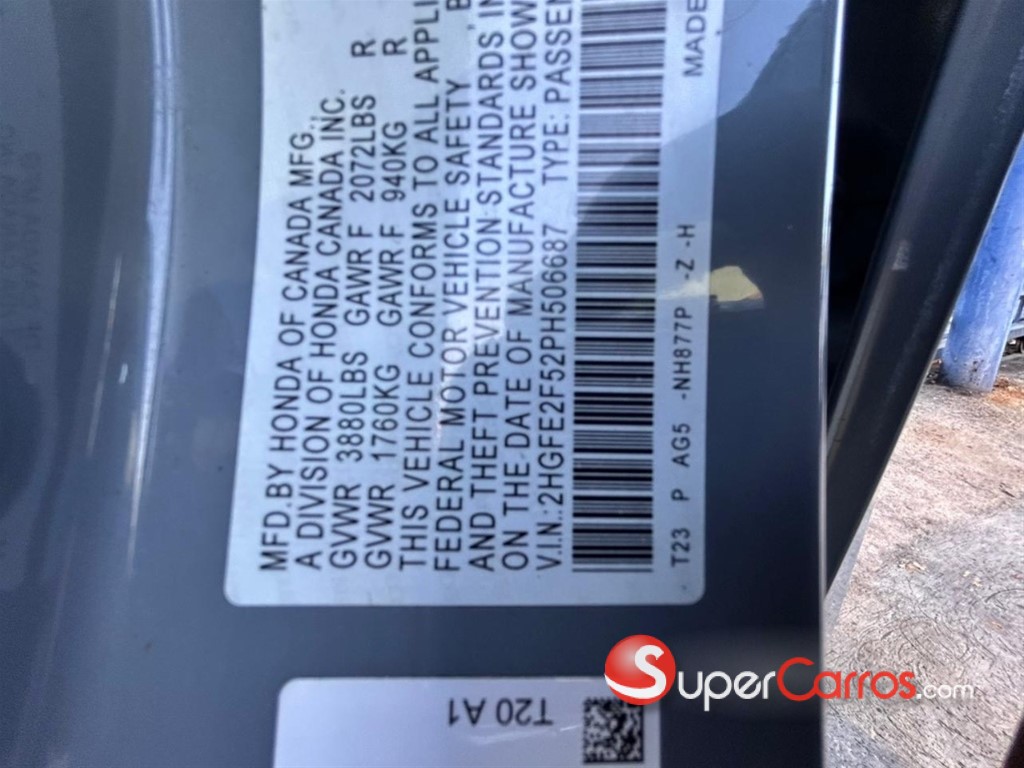 MFD.BY HONDA OF CANADA MFG.,
A DIVISION OF HONDA CANADA INC.
GVWR 3880LBS GAWR F 2072LBS R
GVWR 1760KG GAWR F 940KG R
THIS VEHICLE CONFORMS TO ALL APPLI
FEDERAL MOTOR VEHICLE SAFETY, B
AND THEFT PREVENTION STANDARDS IN
ON THE DATE OF MANUFACTURE SHOW
V.I.N.:2HGFE2F52PH506687 TYPE: PASSEN
MADE
T23 P AG5 -NH877P -Z -H
T20 A1
SuperCarros.com